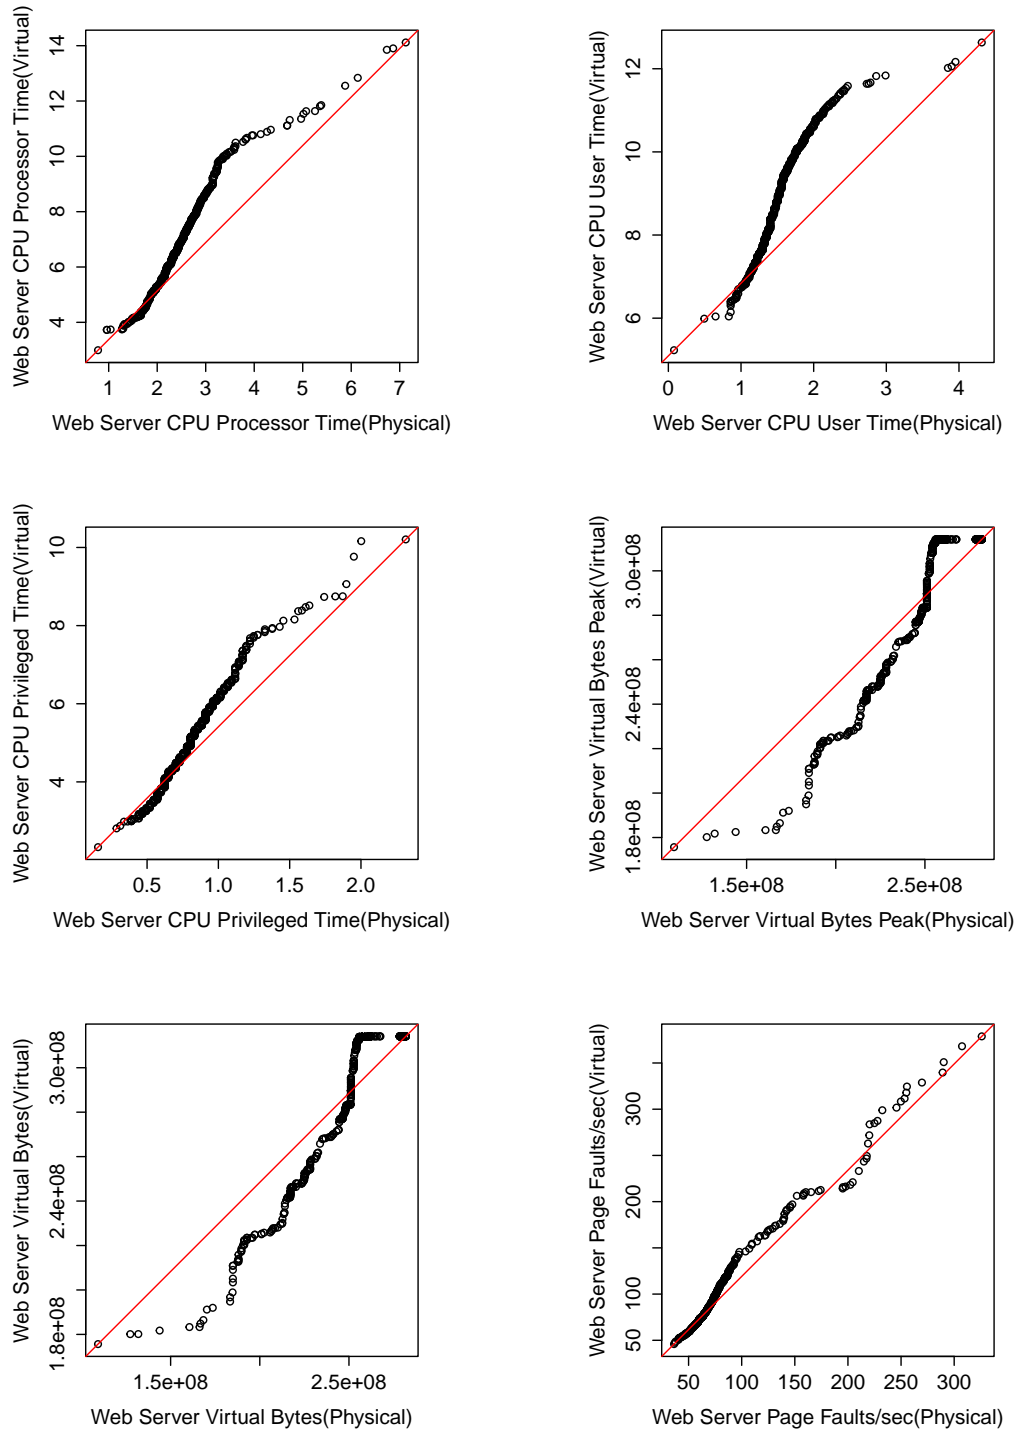 Web Server CPU Processor Time(Virtual)
4 6 8 10 12 14
1 2 3 4 5 6 7
Web Server CPU Processor Time(Physical)
Web Server CPU User Time(Virtual)
6 8 10 12
0 1 2 3 4
Web Server CPU User Time(Physical)
Web Server CPU Privileged Time(Virtual)
4 6 8 10
0.5 1.0 1.5 2.0
Web Server CPU Privileged Time(Physical)
Web Server Virtual Bytes Peak(Virtual)
1.8e+08 2.4e+08 3.0e+08
1.5e+08 2.5e+08
Web Server Virtual Bytes Peak(Physical)
Web Server Virtual Bytes(Virtual)
1.8e+08 2.4e+08 3.0e+08
1.5e+08 2.5e+08
Web Server Virtual Bytes(Physical)
Web Server Page Faults/sec(Virtual)
50 100 200 300
50 100 150 200 250 300
Web Server Page Faults/sec(Physical)